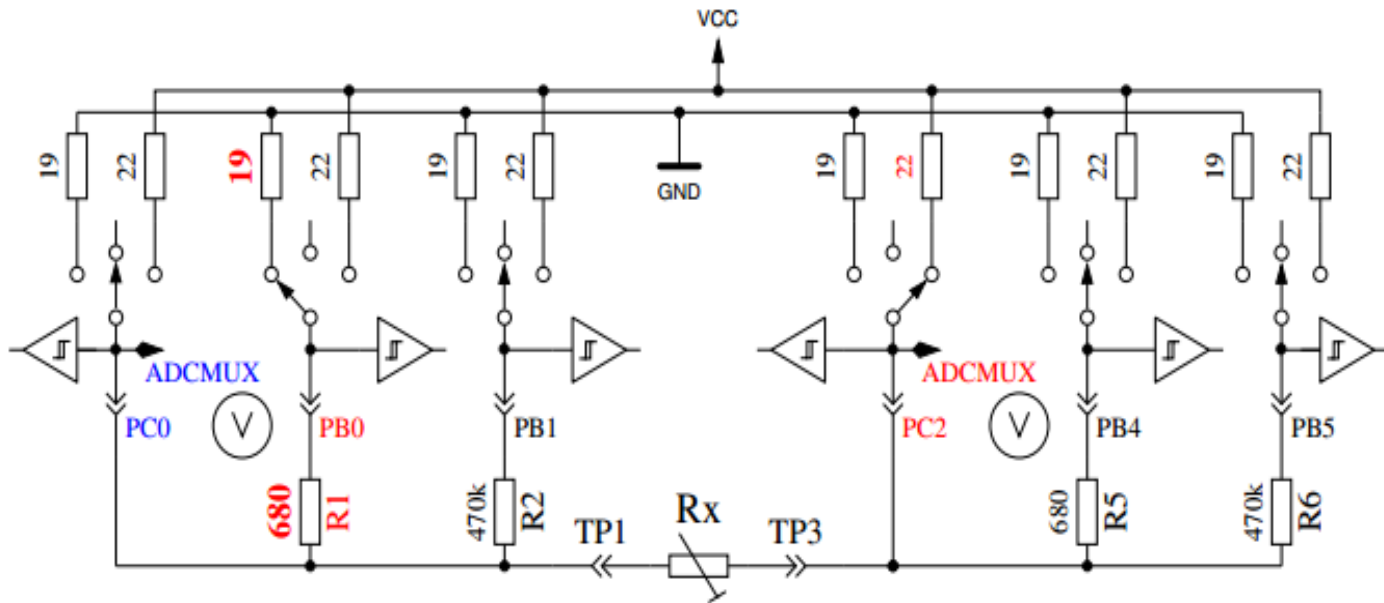 VCC
19
22
19
22
19
22
GND
19
22
19
22
19
22
ADCMUX
ADCMUX
PC0
V
PB0
PB1
PC2
V
PB4
PB5
680
R1
470k
R2
TP1
Rx
TP3
680
R5
470k
R6